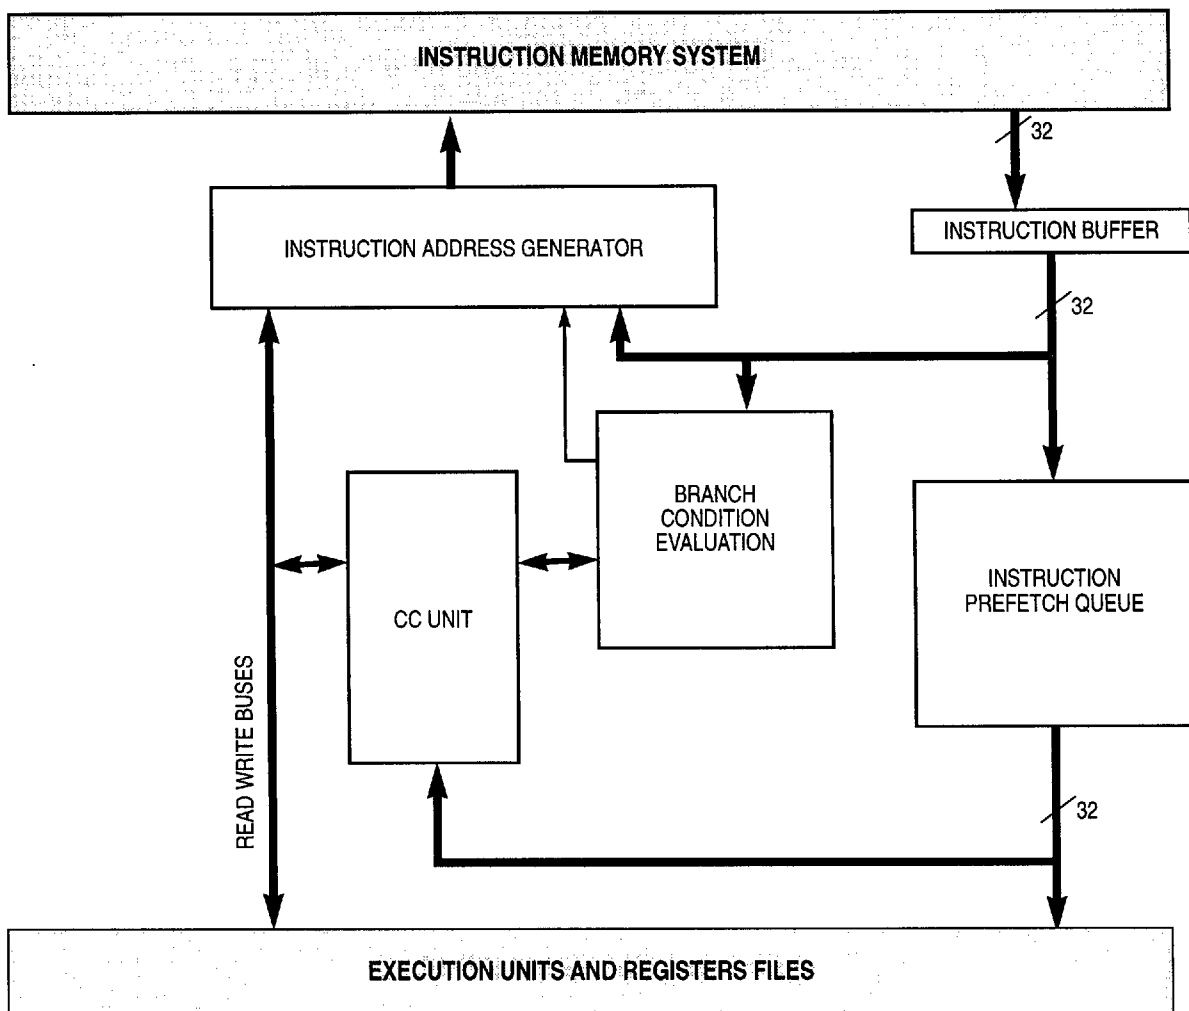 INSTRUCTION MEMORY SYSTEM
32
INSTRUCTION ADDRESS GENERATOR
INSTRUCTION BUFFER
32
BRANCH
CONDITION
EVALUATION
INSTRUCTION
PREFETCH QUEUE
CC UNIT
READ WRITE BUSES
32
EXECUTION UNITS AND REGISTERS FILES